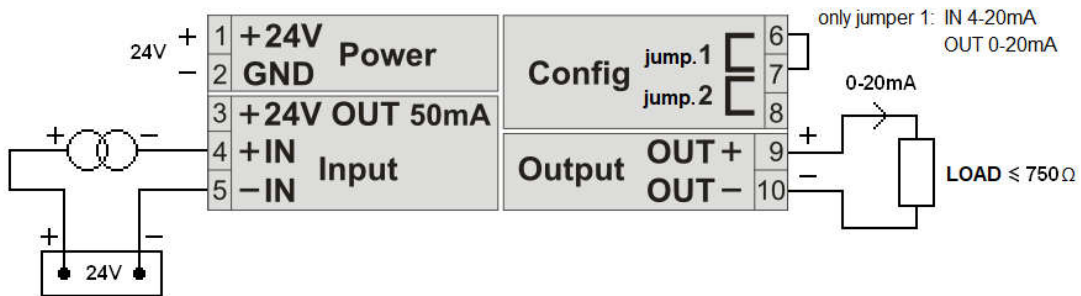 only jumper 1: IN 4-20mA
OUT 0-20mA
24V
+
−
1 +24V
2 GND
Power
3 +24V OUT 50mA
4 +IN
5 −IN
Input
Config
jump.1
jump.2
6
7
8
Output
OUT+ 9
OUT− 10
+
−
0-20mA
LOAD ≤ 750Ω
+
−
+
−
24V